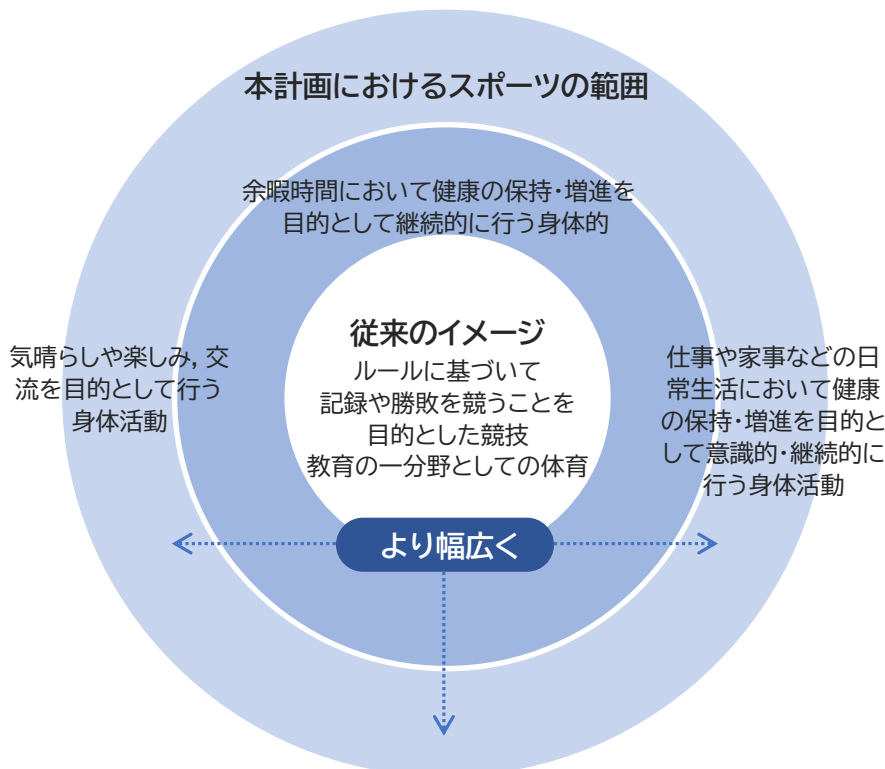 本計画におけるスポーツの範囲
余暇時間において健康の保持・増進を
目的として継続的に行う身体的
従来のイメージ
ルールに基づいて
記録や勝敗を競うことを
目的とした競技
教育の一分野としての体育
気晴らしや楽しみ, 交
流を目的として行う
身体活動
仕事や家事などの日
常生活において健康
の保持・増進を目的と
して意識的・継続的に
行う身体活動
より幅広く